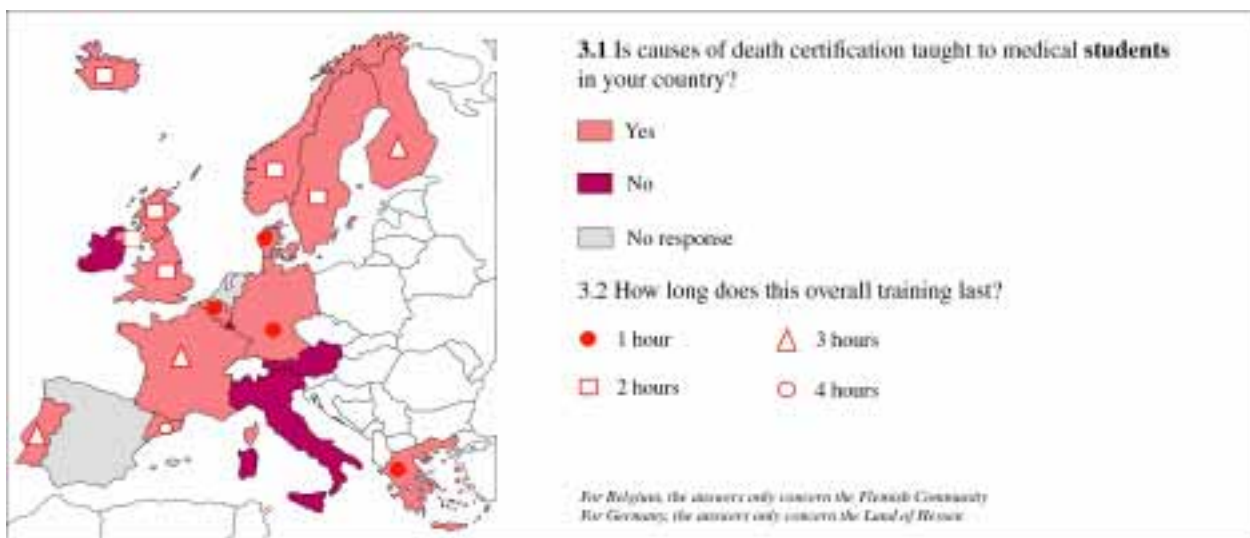 3.1 Is causes of death certification taught to medical students
in your country?
Yes
No
No response
3.2 How long does this overall training last?
1 hour
3 hours
2 hours
4 hours
For Belgium, the answers only concern the Flemish Community
For Germany, the answers only concern the Land of Hessen